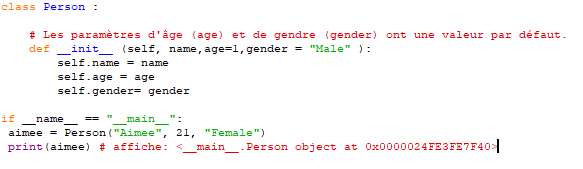 class Person :
# Les paramètres d'âge (age) et de gendre (gender) ont une valeur par défaut.
def __init__ (self, name,age=1,gender = "Male" ):
self.name = name
self.age = age
self.gender= gender
if __name__ == "__main__":
aimee = Person("Aimee", 21, "Female")
print(aimee) # affiche: <__main__.Person object at 0x0000024FE3FE7F40>